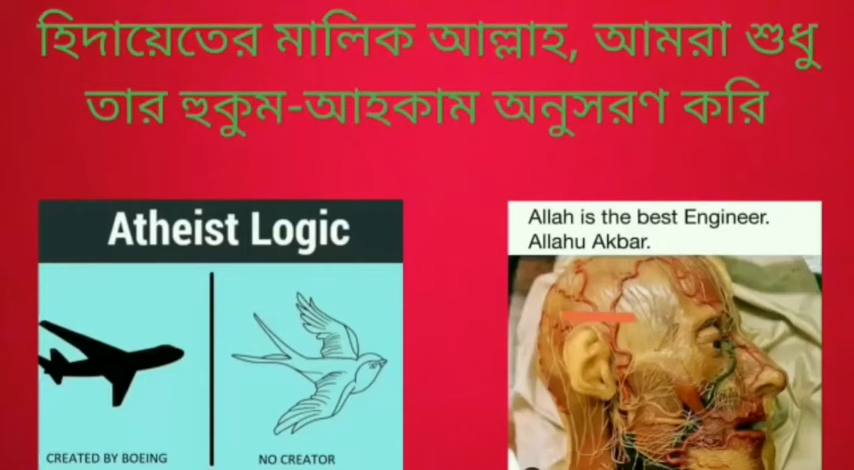 হিদায়েতের মালিক আল্লাহ, আমরা শুধু
তার হুকুম-আহকাম অনুসরণ করি
Atheist Logic
CREATED BY BOEING
NO CREATOR
Allah is the best Engineer.
Allahu Akbar.